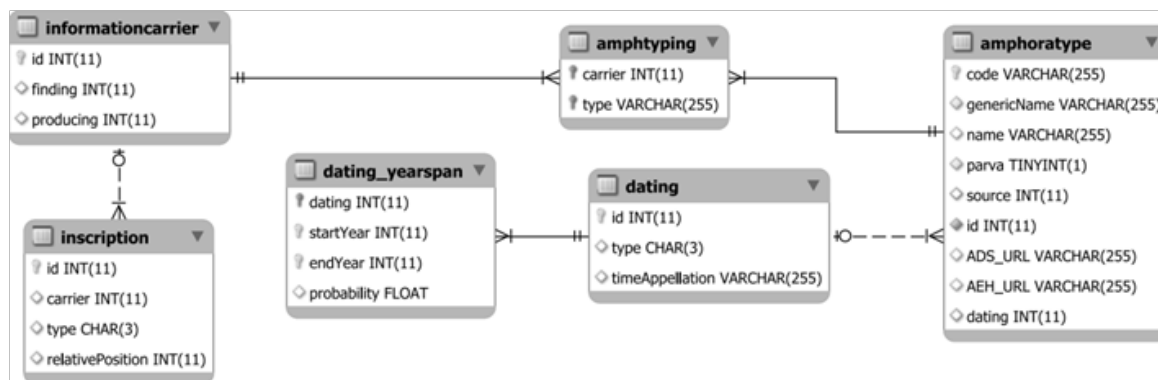 informationcarrier
id INT(11)
finding INT(11)
producing INT(11)
amphtyping
carrier INT(11)
type VARCHAR(255)
amphoratype
code VARCHAR(255)
genericName VARCHAR(255)
name VARCHAR(255)
parva TINYINT(1)
source INT(11)
id INT(11)
ADS_URL VARCHAR(255)
AEH_URL VARCHAR(255)
dating INT(11)
dating_yearspan
dating INT(11)
startYear INT(11)
endYear INT(11)
probability FLOAT
dating
id INT(11)
type CHAR(3)
timeAppellation VARCHAR(255)
inscription
id INT(11)
carrier INT(11)
type CHAR(3)
relativePosition INT(11)